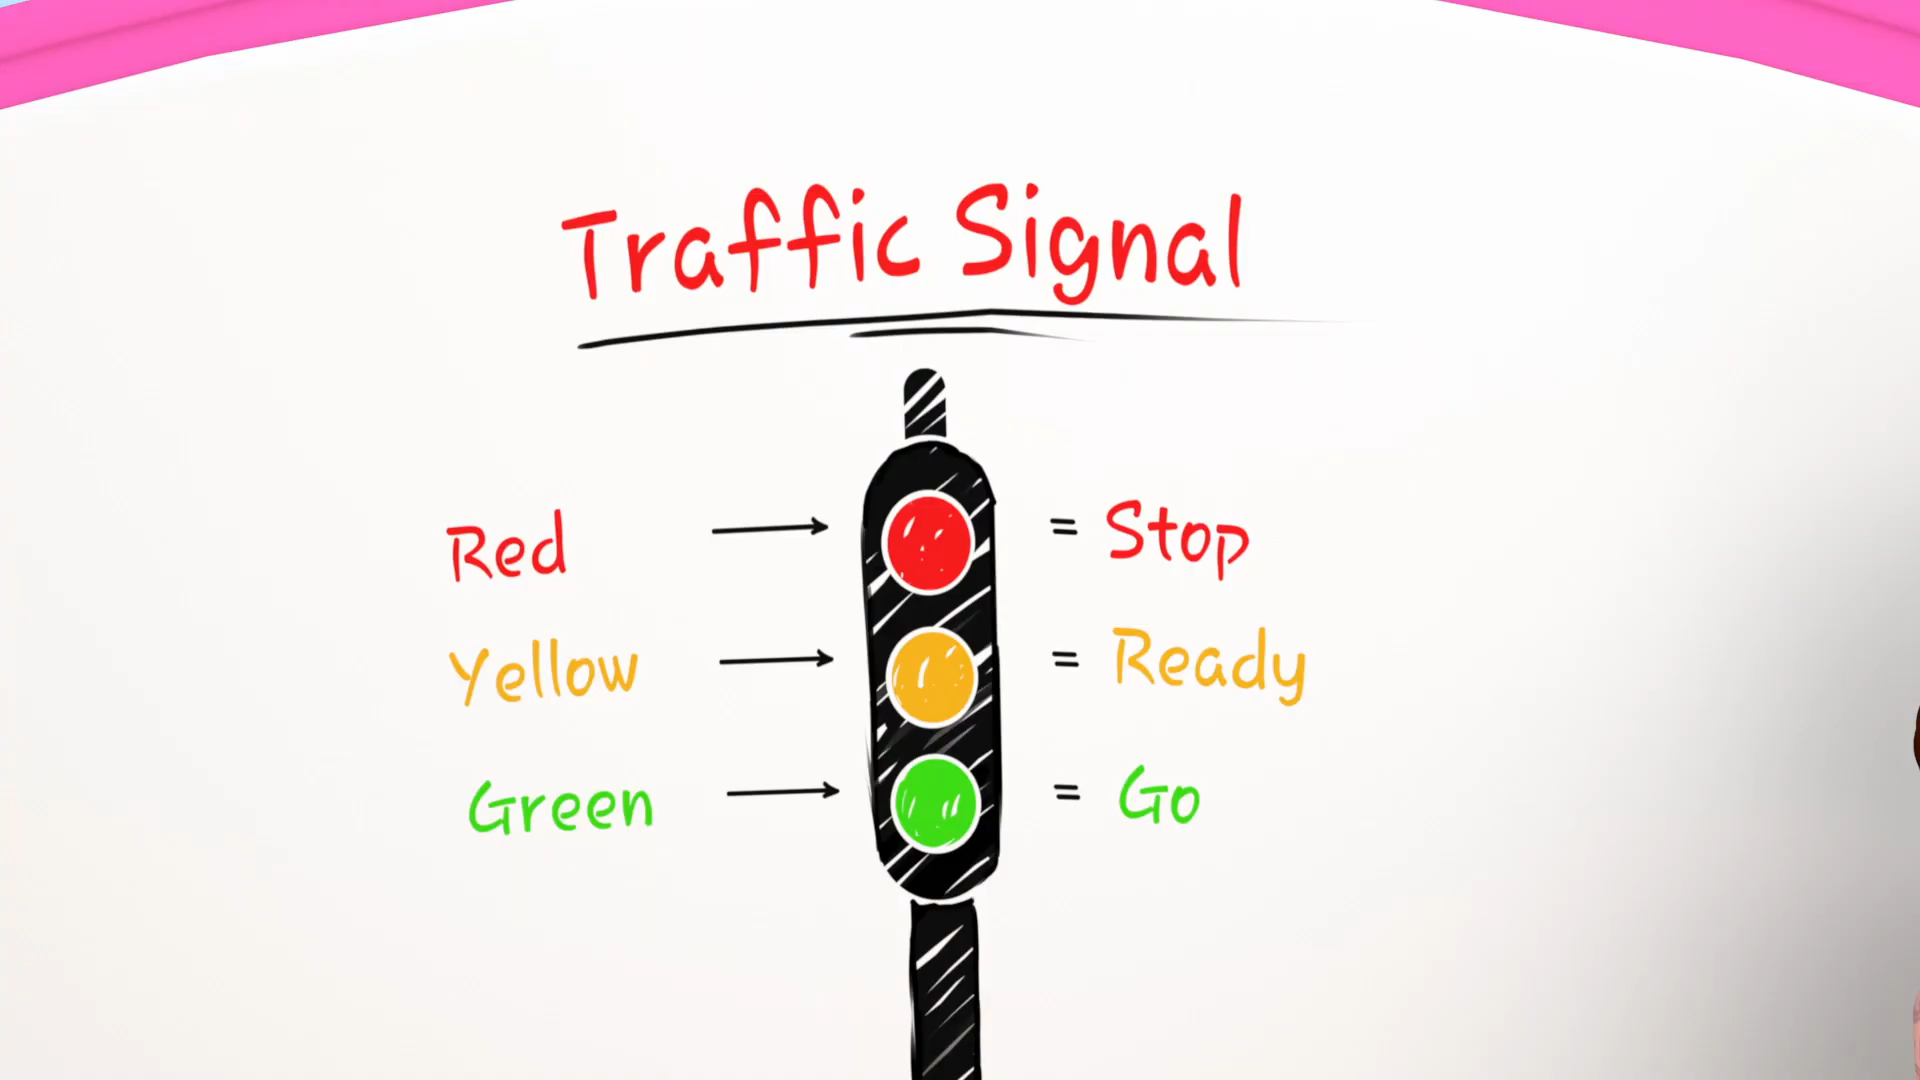 Traffic Signal
Red → = Stop
Yellow → = Ready
Green → = Go